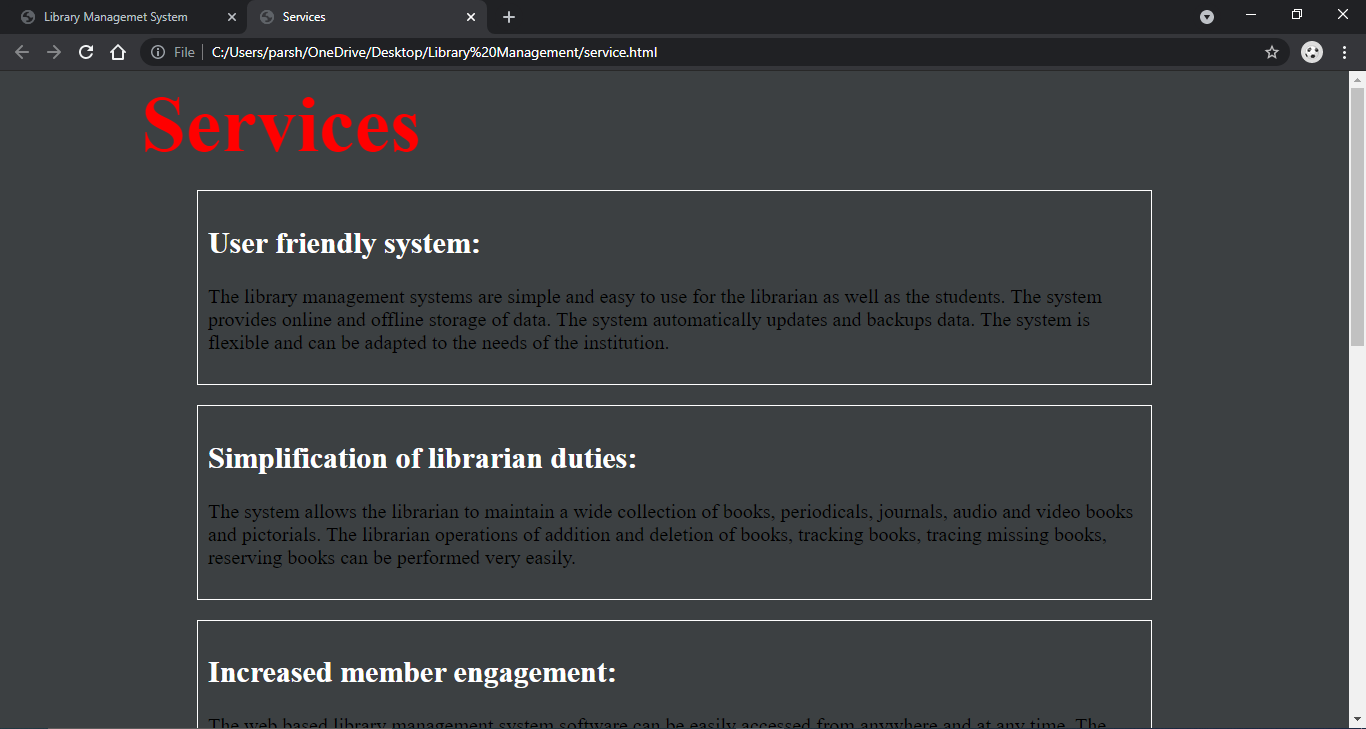 Library Managemet System
Services
File
C:/Users/parsh/OneDrive/Desktop/Library%20Management/service.html
Services
User friendly system:
The library management systems are simple and easy to use for the librarian as well as the students. The system
provides online and offline storage of data. The system automatically updates and backups data. The system is
flexible and can be adapted to the needs of the institution.
Simplification of librarian duties:
The system allows the librarian to maintain a wide collection of books, periodicals, journals, audio and video books
and pictorials. The librarian operations of addition and deletion of books, tracking books, tracing missing books,
reserving books can be performed very easily.
Increased member engagement:
The web based library management system software can be easily accessed from anywhere and at any time. The